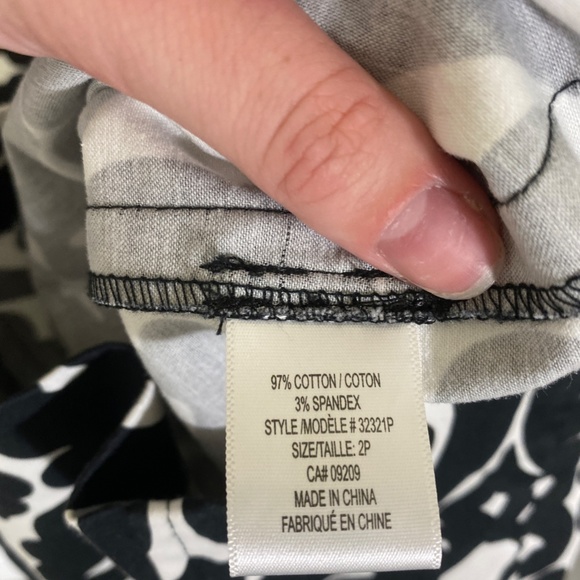 97% COTTON / COTON
3% SPANDEX
STYLE /MODÈLE # 32321P
SIZE/TAILLE: 2P
CA# 09209
MADE IN CHINA
FABRIQUÉ EN CHINE